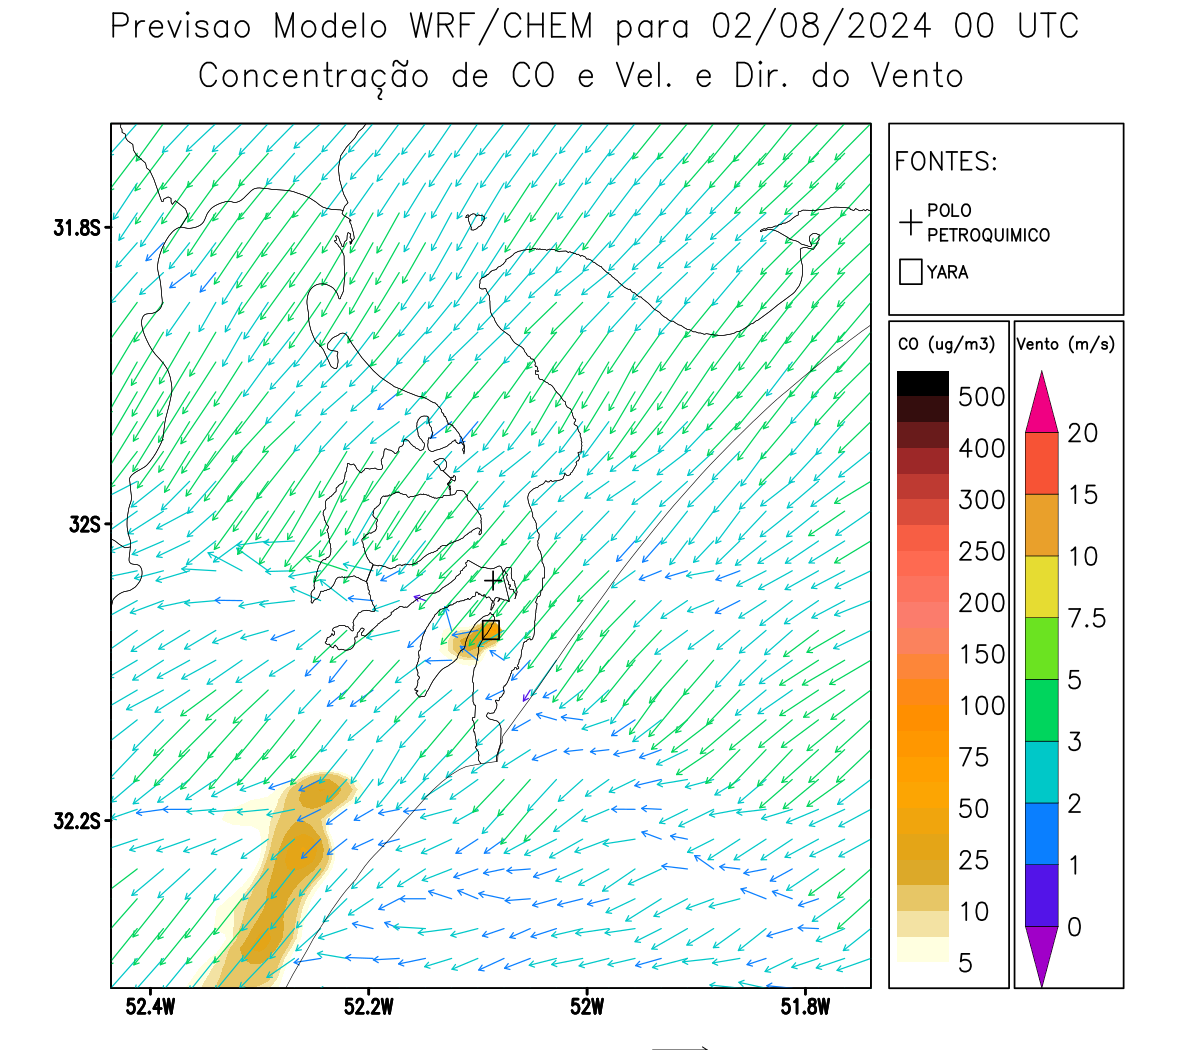 Previsao Modelo WRF/CHEM para 02/08/2024 00 UTC
Concentração de CO e Vel. e Dir. do Vento
FONTES:
POLO
PETROQUIMICO
YARA
CO (ug/m3)
500
400
300
250
200
150
100
75
50
25
10
5
Vento (m/s)
20
15
10
7.5
5
3
2
1
0
31.8S
32S
32.2S
52.4W
52.2W
52W
51.8W